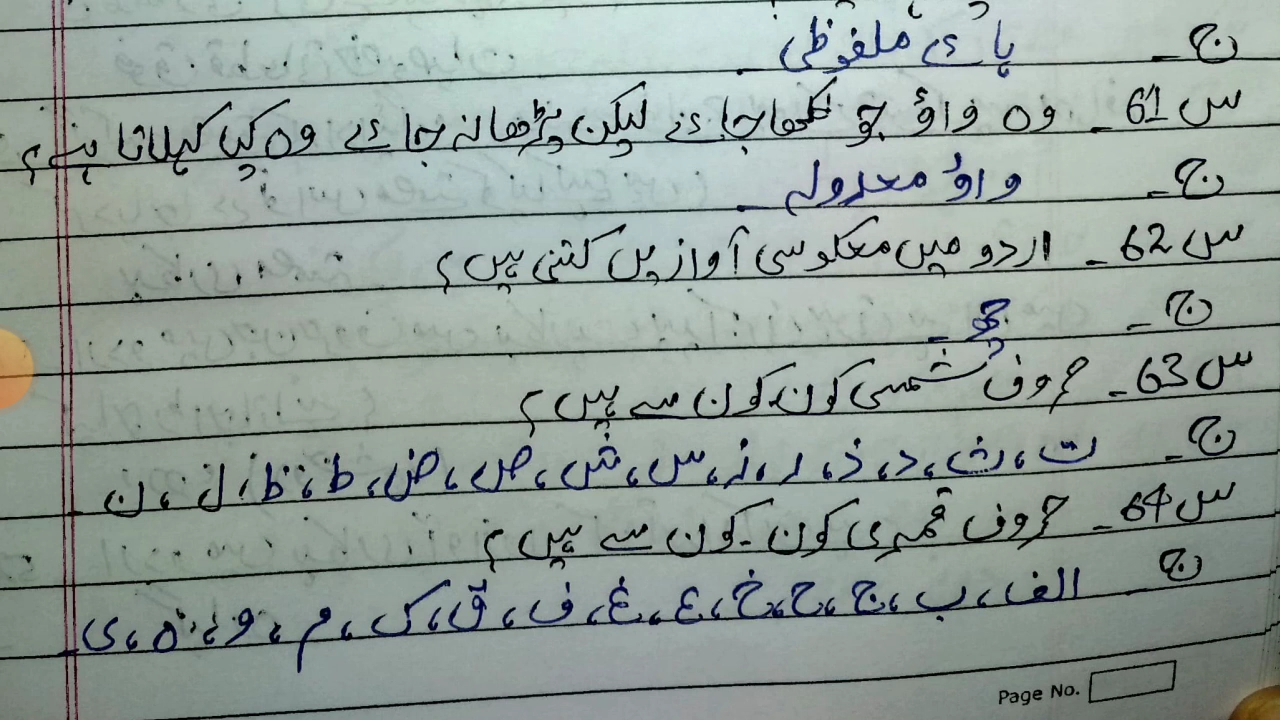 ج۔ ہائے ملفوظی۔
س 61۔ وہ واؤ جو لکھا جائے لیکن پڑھا نہ جائے وہ کیا کہلاتا ہے؟
ج۔ واؤ معدولہ۔
س 62۔ اردو میں معکوسی آوازیں کتنی ہیں؟
ج۔ چھ۔
س 63۔ حروف شمسی کون کون سے ہیں؟
ج۔ ت، ث، د، ذ، ر، ز، س، ش، ص، ض، ط، ظ، ل، ن۔
س 64۔ حروف قمری کون۔کون سے ہیں؟
ج۔ الف، ب، ج، ح، خ، ع، غ، ف، ق، ک، م، و، ہ، ی۔
Page No.